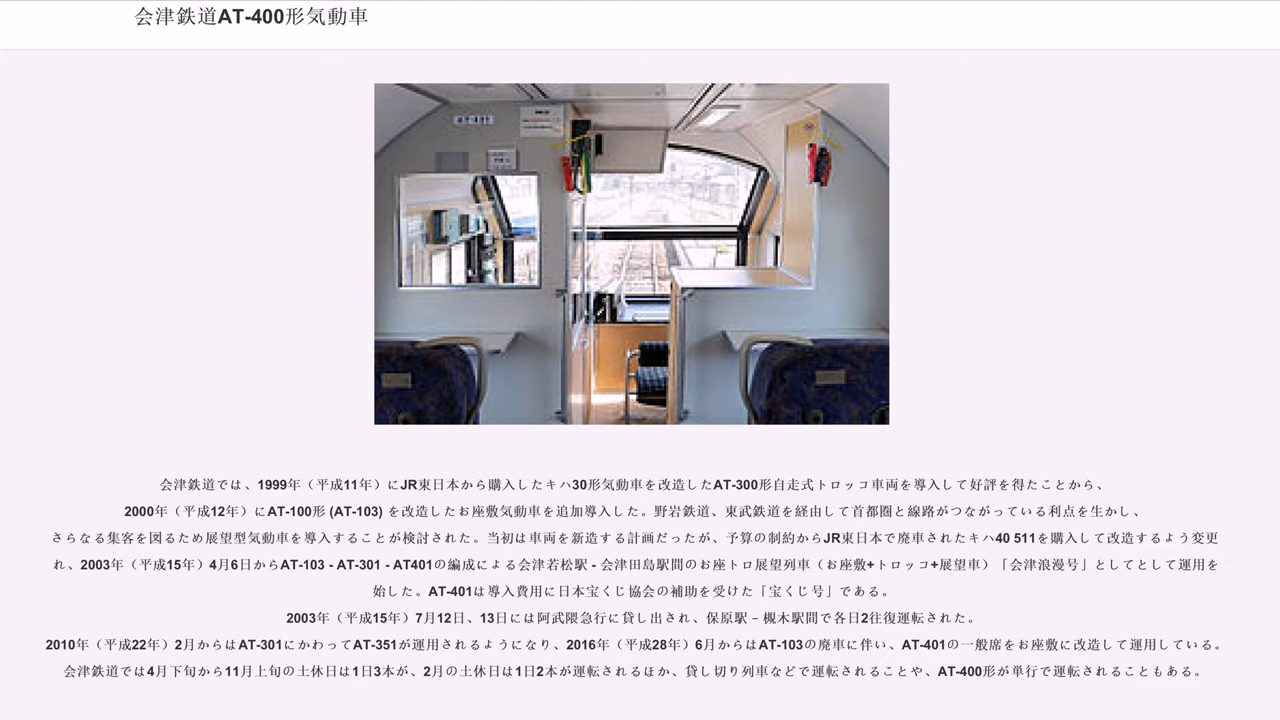 会津鉄道AT-400形気動車
会津鉄道では、1999年（平成11年）にJR東日本から購入したキハ30形気動車を改造したAT-300形自走式トロッコ車両を導入して好評を得たことから、
2000年（平成12年）にAT-100形 (AT-103) を改造したお座敷気動車を追加導入した。野岩鉄道、東武鉄道を経由して首都圏と線路がつながっている利点を生かし、
さらなる集客を図るため展望型気動車を導入することが検討された。当初は車両を新造する計画だったが、予算の制約からJR東日本で廃車されたキハ40 511を購入して改造するよう変更
れ、2003年（平成15年）4月6日からAT-103 - AT-301 - AT401の編成による会津若松駅 - 会津田島駅間のお座トロ展望列車（お座敷+トロッコ+展望車）「会津浪漫号」としてとして運用を
始した。AT-401は導入費用に日本宝くじ協会の補助を受けた「宝くじ号」である。
2003年（平成15年）7月12日、13日には阿武隈急行に貸し出され、保原駅 – 槻木駅間で各日2往復運転された。
2010年（平成22年）2月からはAT-301にかわってAT-351が運用されるようになり、2016年（平成28年）6月からはAT-103の廃車に伴い、AT-401の一般席をお座敷に改造して運用している。
会津鉄道では4月下旬から11月上旬の土休日は1日3本が、2月の土休日は1日2本が運転されるほか、貸し切り列車などで運転されることや、AT-400形が単行で運転されることもある。